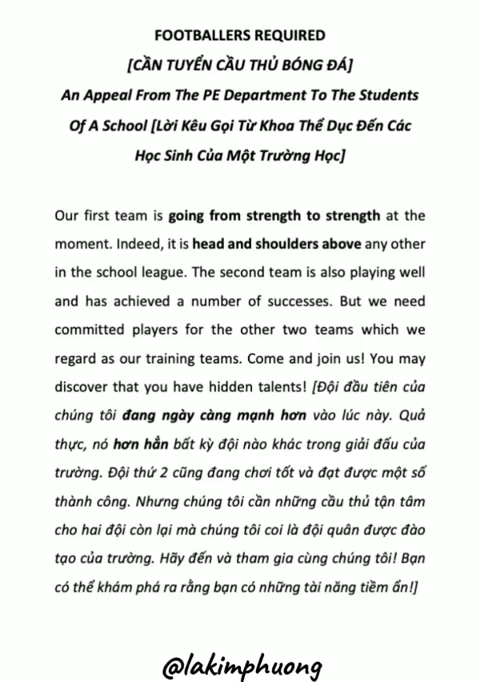 FOOTBALLERS REQUIRED
[CẦN TUYỂN CẦU THỦ BÓNG ĐÁ]
An Appeal From The PE Department To The Students
Of A School [Lời Kêu Gọi Từ Khoa Thể Dục Đến Các
Học Sinh Của Một Trường Học]
Our first team is going from strength to strength at the
moment. Indeed, it is head and shoulders above any other
in the school league. The second team is also playing well
and has achieved a number of successes. But we need
committed players for the other two teams which we
regard as our training teams. Come and join us! You may
discover that you have hidden talents! [Đội đầu tiên của
chúng tôi đang ngày càng mạnh hơn vào lúc này. Quả
thực, nó hơn hẳn bất kỳ đội nào khác trong giải đấu của
trường. Đội thứ 2 cũng đang chơi tốt và đạt được một số
thành công. Nhưng chúng tôi cần những cầu thủ tận tâm
cho hai đội còn lại mà chúng tôi coi là đội quân được đào
tạo của trường. Hãy đến và tham gia cùng chúng tôi! Bạn
có thể khám phá ra rằng bạn có những tài năng tiềm ẩn!]
@lakimphuong